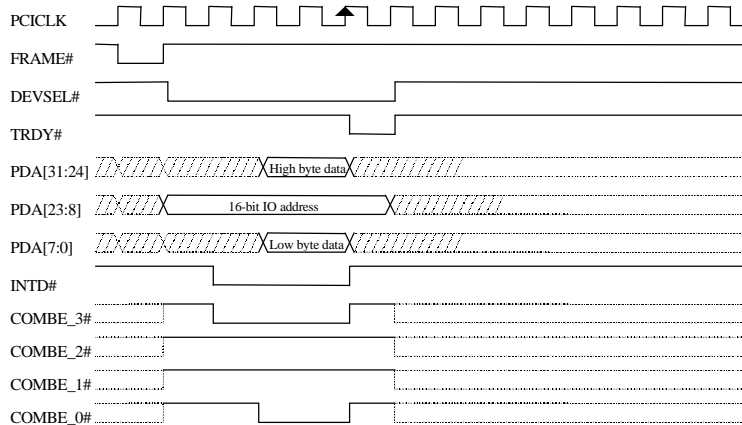 PCICLK
FRAME#
DEVSEL#
TRDY#
PDA[31:24] High byte data
PDA[23:8] 16-bit IO address
PDA[7:0] Low byte data
INTD#
COMBE_3#
COMBE_2#
COMBE_1#
COMBE_0#